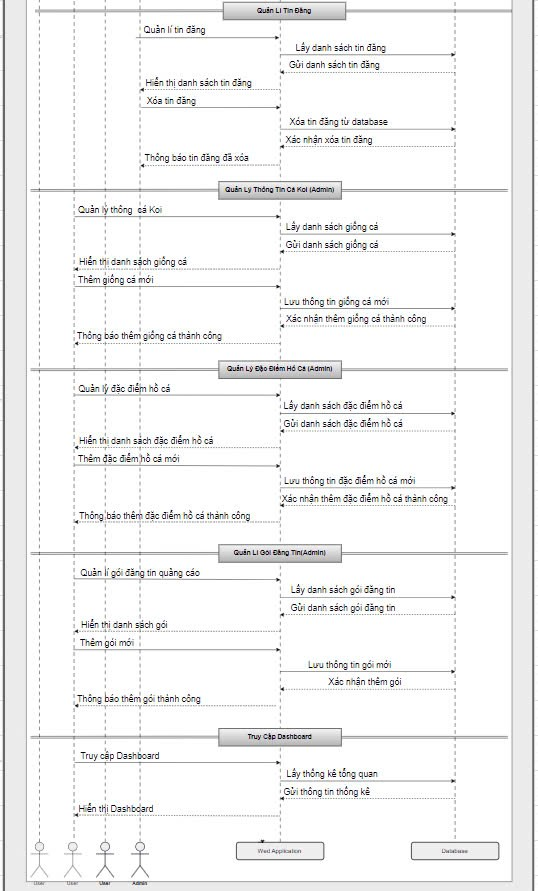 Quản Lí Tin Đăng
Quản lí tin đăng
Lấy danh sách tin đăng
Gửi danh sách tin đăng
Hiển thị danh sách tin đăng
Xóa tin đăng
Xóa tin đăng từ database
Xác nhận xóa tin đăng
Thông báo tin đăng đã xóa
Quản Lý Thông Tin Cá Koi (Admin)
Quản lý thông cá Koi
Lấy danh sách giống cá
Gửi danh sách giống cá
Hiển thị danh sách giống cá
Thêm giống cá mới
Lưu thông tin giống cá mới
Xác nhận thêm giống cá thành công
Thông báo thêm giống cá thành công
Quản Lý Đặc Điểm Hồ Cá (Admin)
Quản lý đặc điểm hồ cá
Lấy danh sách đặc điểm hồ cá
Gửi danh sách đặc điểm hồ cá
Hiển thị danh sách đặc điểm hồ cá
Thêm đặc điểm hồ cá mới
Lưu thông tin đặc điểm hồ cá mới
Xác nhận thêm đặc điểm hồ cá thành công
Thông báo thêm đặc điểm hồ cá thành công
Quản Lí Gói Đăng Tin(Admin)
Quản lí gói đăng tin quảng cáo
Lấy danh sách gói đăng tin
Gửi danh sách gói đăng tin
Hiển thị danh sách gói
Thêm gói mới
Lưu thông tin gói mới
Xác nhận thêm gói
Thông báo thêm gói thành công
Truy Cập Dashboard
Truy cập Dashboard
Lấy thống kê tổng quan
Gửi thông tin thống kê
Hiển thị Dashboard
User User User Admin Wed Application Database